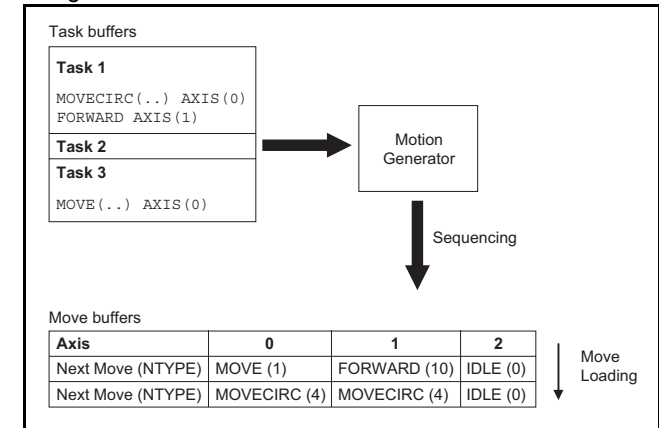 Task buffers
Task 1
MOVECIRC(..) AXIS(0)
FORWARD AXIS(1)
Task 2
Task 3
MOVE(..) AXIS(0)
Motion
Generator
Sequencing
Move buffers
Axis 0 1 2
Next Move (NTYPE) MOVE (1) FORWARD (10) IDLE (0)
Next Move (NTYPE) MOVECIRC (4) MOVECIRC (4) IDLE (0)
Move
Loading